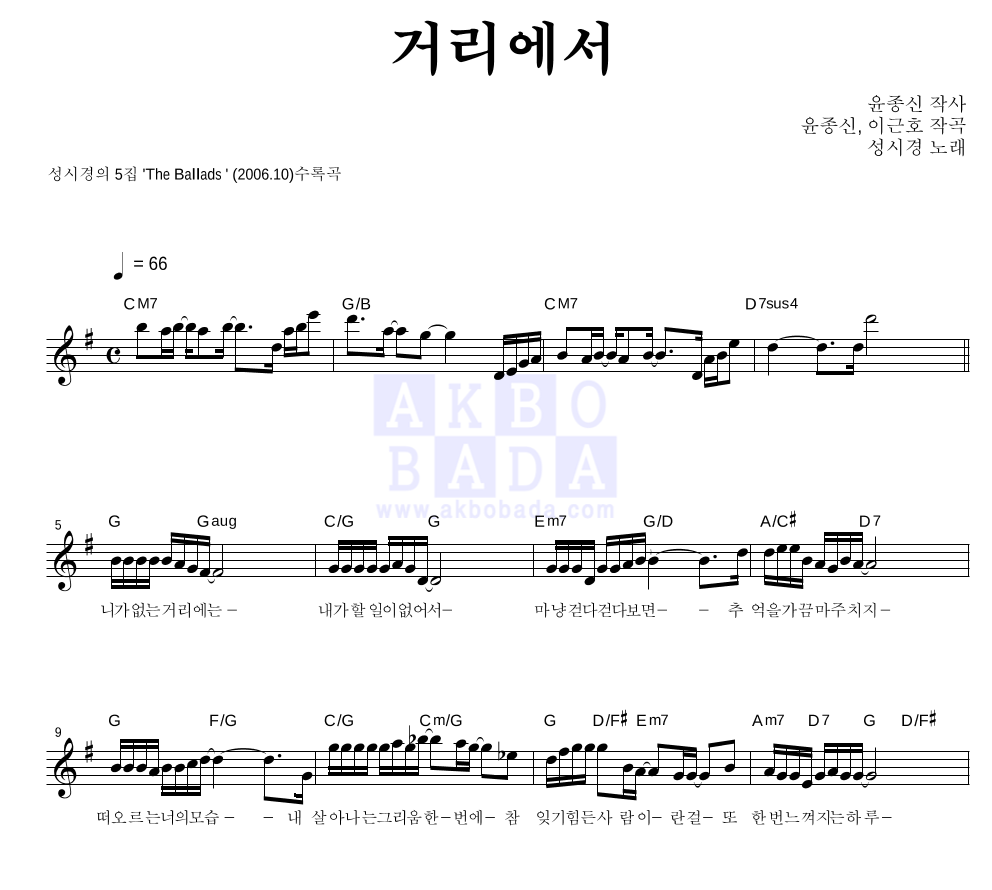 거리에서
윤종신 작사
윤종신, 이근호 작곡
성시경 노래
성시경의 5집 'The Ballads ' (2006.10)수록곡
= 66
CM7 G/B CM7 D7sus4
AKBO
BADA
www.akbobada.com
5 G Gaug C/G G Em7 G/D A/C♯ D7
니가없는거리에는– 내가할일이없어서– 마냥걷다걷다보면– – 추 억을가끔마주치지–
9 G F/G C/G Cm/G G D/F♯ Em7 Am7 D7 G D/F♯
떠오르는너의모습– – 내 살아나는그리움한–번에– 참 잊기힘든사 람이– 란걸– 또 한번느껴지는하루–